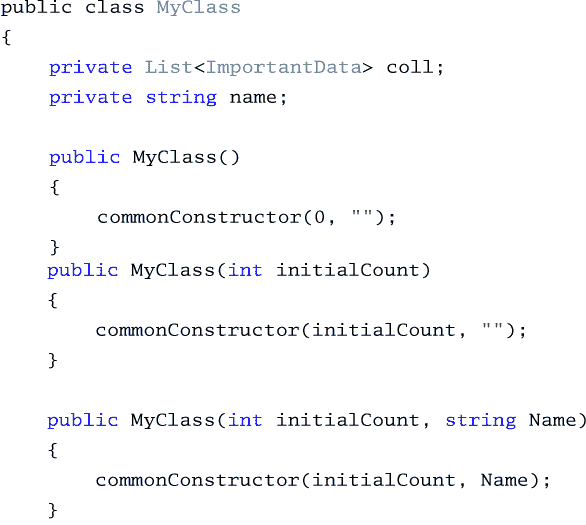 public class MyClass
{
    private List<ImportantData> coll;
    private string name;

    public MyClass()
    {
        commonConstructor(0, "");
    }
    public MyClass(int initialCount)
    {
        commonConstructor(initialCount, "");
    }

    public MyClass(int initialCount, string Name)
    {
        commonConstructor(initialCount, Name);
    }